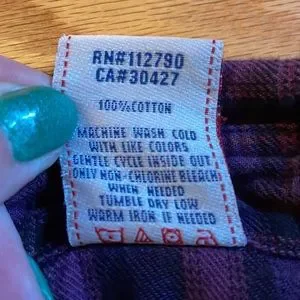 RN#112790
CA#30427
100%COTTON
MACHINE WASH COLD
WITH LIKE COLORS
GENTLE CYCLE INSIDE OUT
ONLY NON-CHLORINE BLEACH
WHEN NEEDED
TUMBLE DRY LOW
WARM IRON IF NEEDED